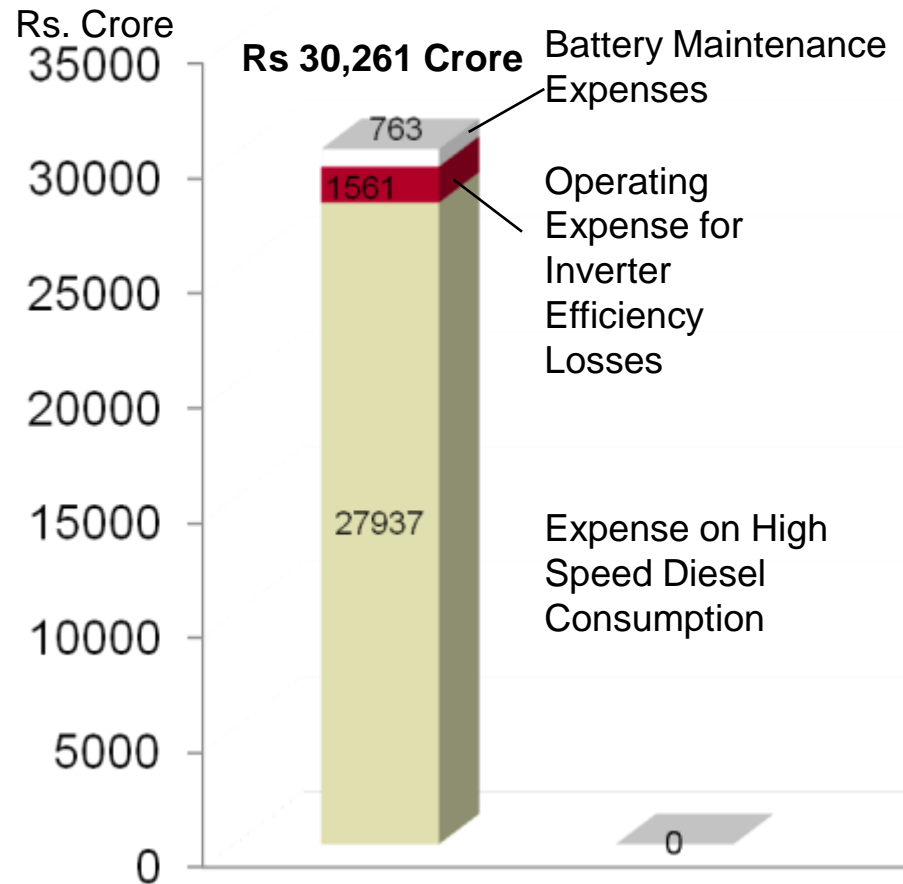 Rs. Crore
35000
30000
25000
20000
15000
10000
5000
0
Rs 30,261 Crore
763
1561
27937
0
Battery Maintenance
Expenses
Operating
Expense for
Inverter
Efficiency
Losses
Expense on High
Speed Diesel
Consumption